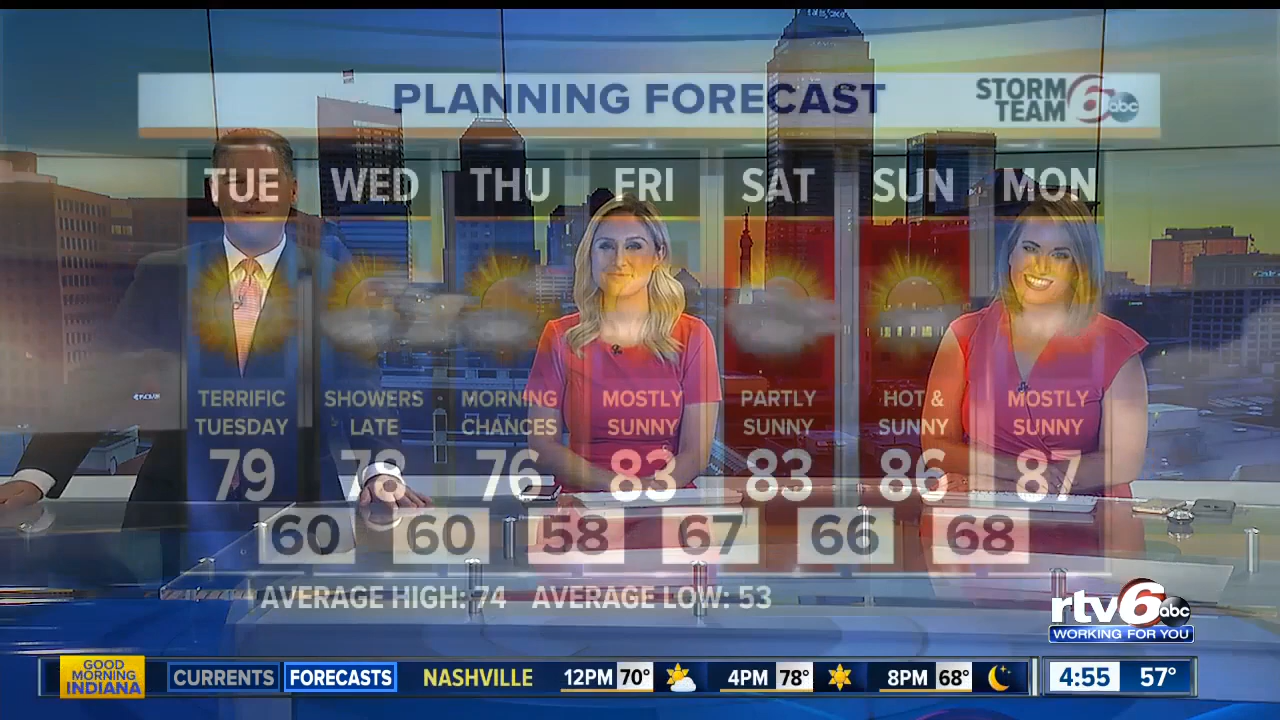 PLANNING FORECAST
STORM TEAM 6 abc
TUE WED THU FRI SAT SUN MON
TERRIFIC TUESDAY
SHOWERS LATE
MORNING CHANCES
MOSTLY SUNNY
PARTLY SUNNY
HOT & SUNNY
MOSTLY SUNNY
79 78 76 83 83 86 87
60 60 58 67 66 68
AVERAGE HIGH: 74 AVERAGE LOW: 53
rtv6 abc
WORKING FOR YOU
GOOD MORNING INDIANA
CURRENTS FORECASTS NASHVILLE 12PM 70° 4PM 78° 8PM 68° 4:55 57°